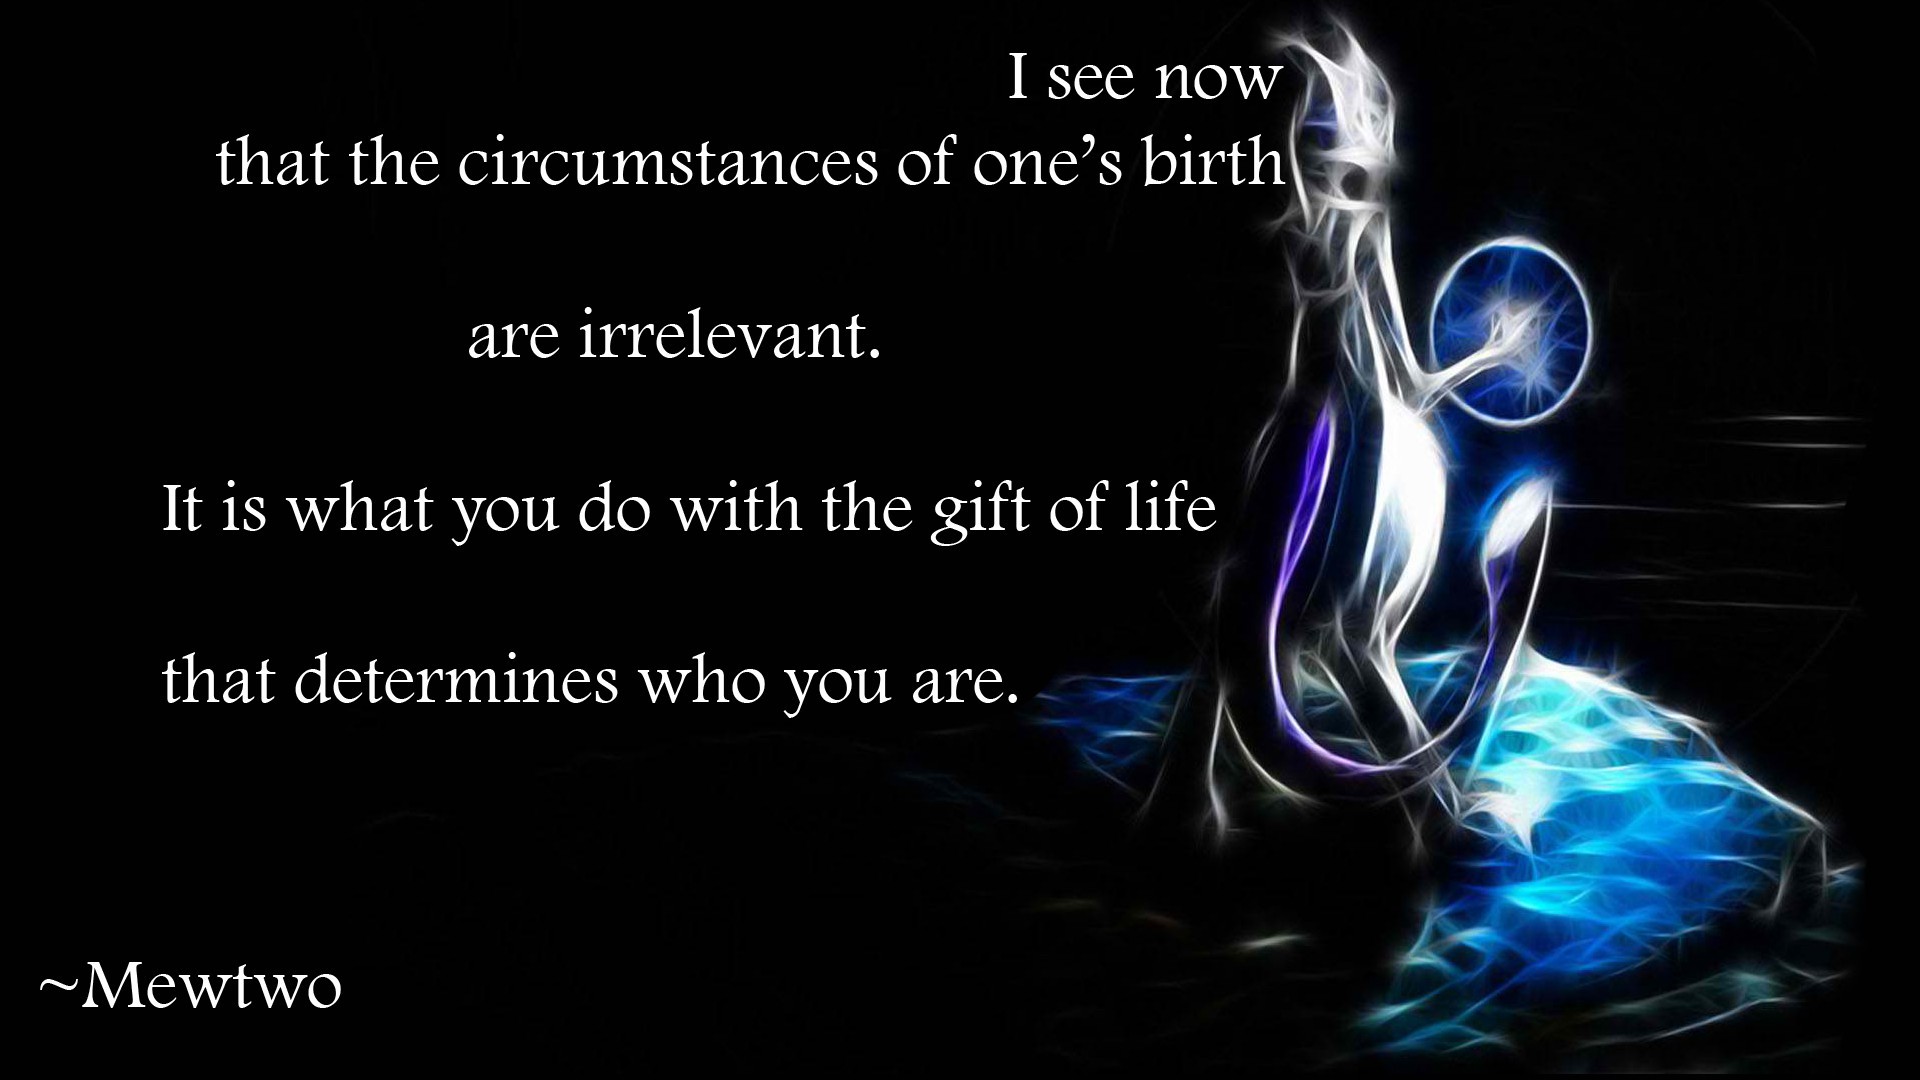 I see now
that the circumstances of one’s birth
are irrelevant.
It is what you do with the gift of life
that determines who you are.
~Mewtwo